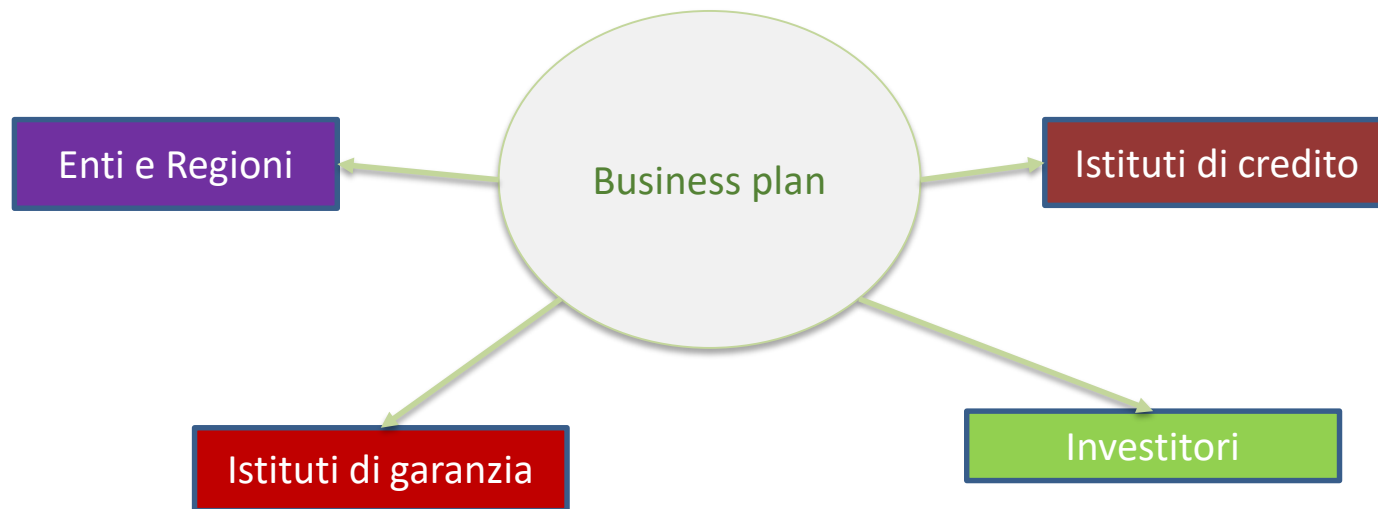 Enti e Regioni
Business plan
Istituti di credito
Istituti di garanzia
Investitori